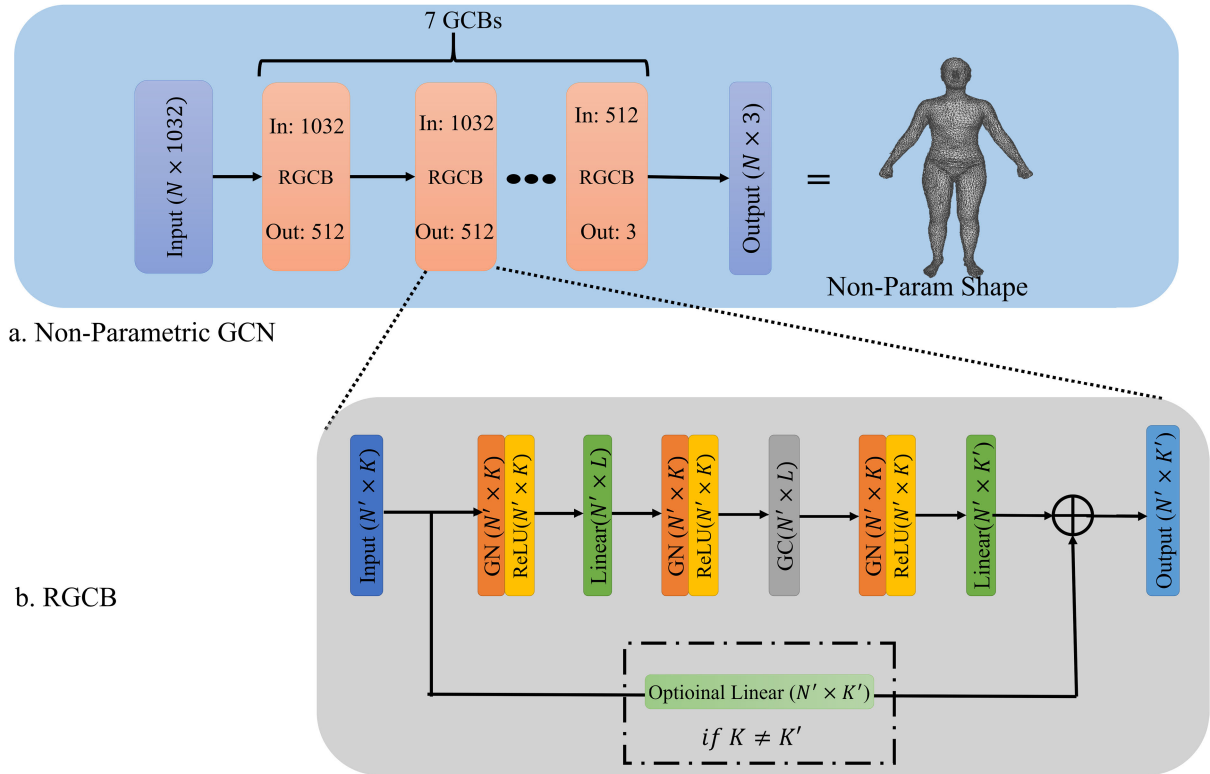 7 GCBs
Input (N × 1032)
In: 1032
RGCB
Out: 512
In: 1032
RGCB
Out: 512
In: 512
RGCB
Out: 3
Output (N × 3)
=
Non-Param Shape
a. Non-Parametric GCN
Input (N′ × K)
GN (N′ × K)
ReLU(N′ × K)
Linear(N′ × L)
GN (N′ × K)
ReLU(N′ × K)
GC(N′ × L)
GN (N′ × K)
ReLU(N′ × K)
Linear(N′ × K′)
Output (N′ × K′)
b. RGCB
Optioinal Linear (N′ × K′)
if K ≠ K′